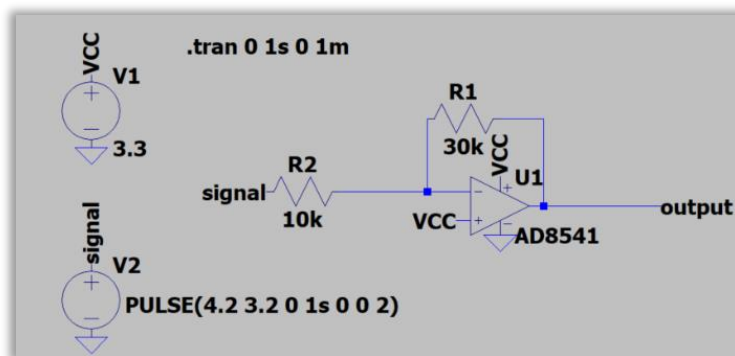 VCC
.tran 0 1s 0 1m
V1
3.3
R1
30k
VCC
U1
R2
signal
10k
VCC
AD8541
output
signal
V2
PULSE(4.2 3.2 0 1s 0 0 2)